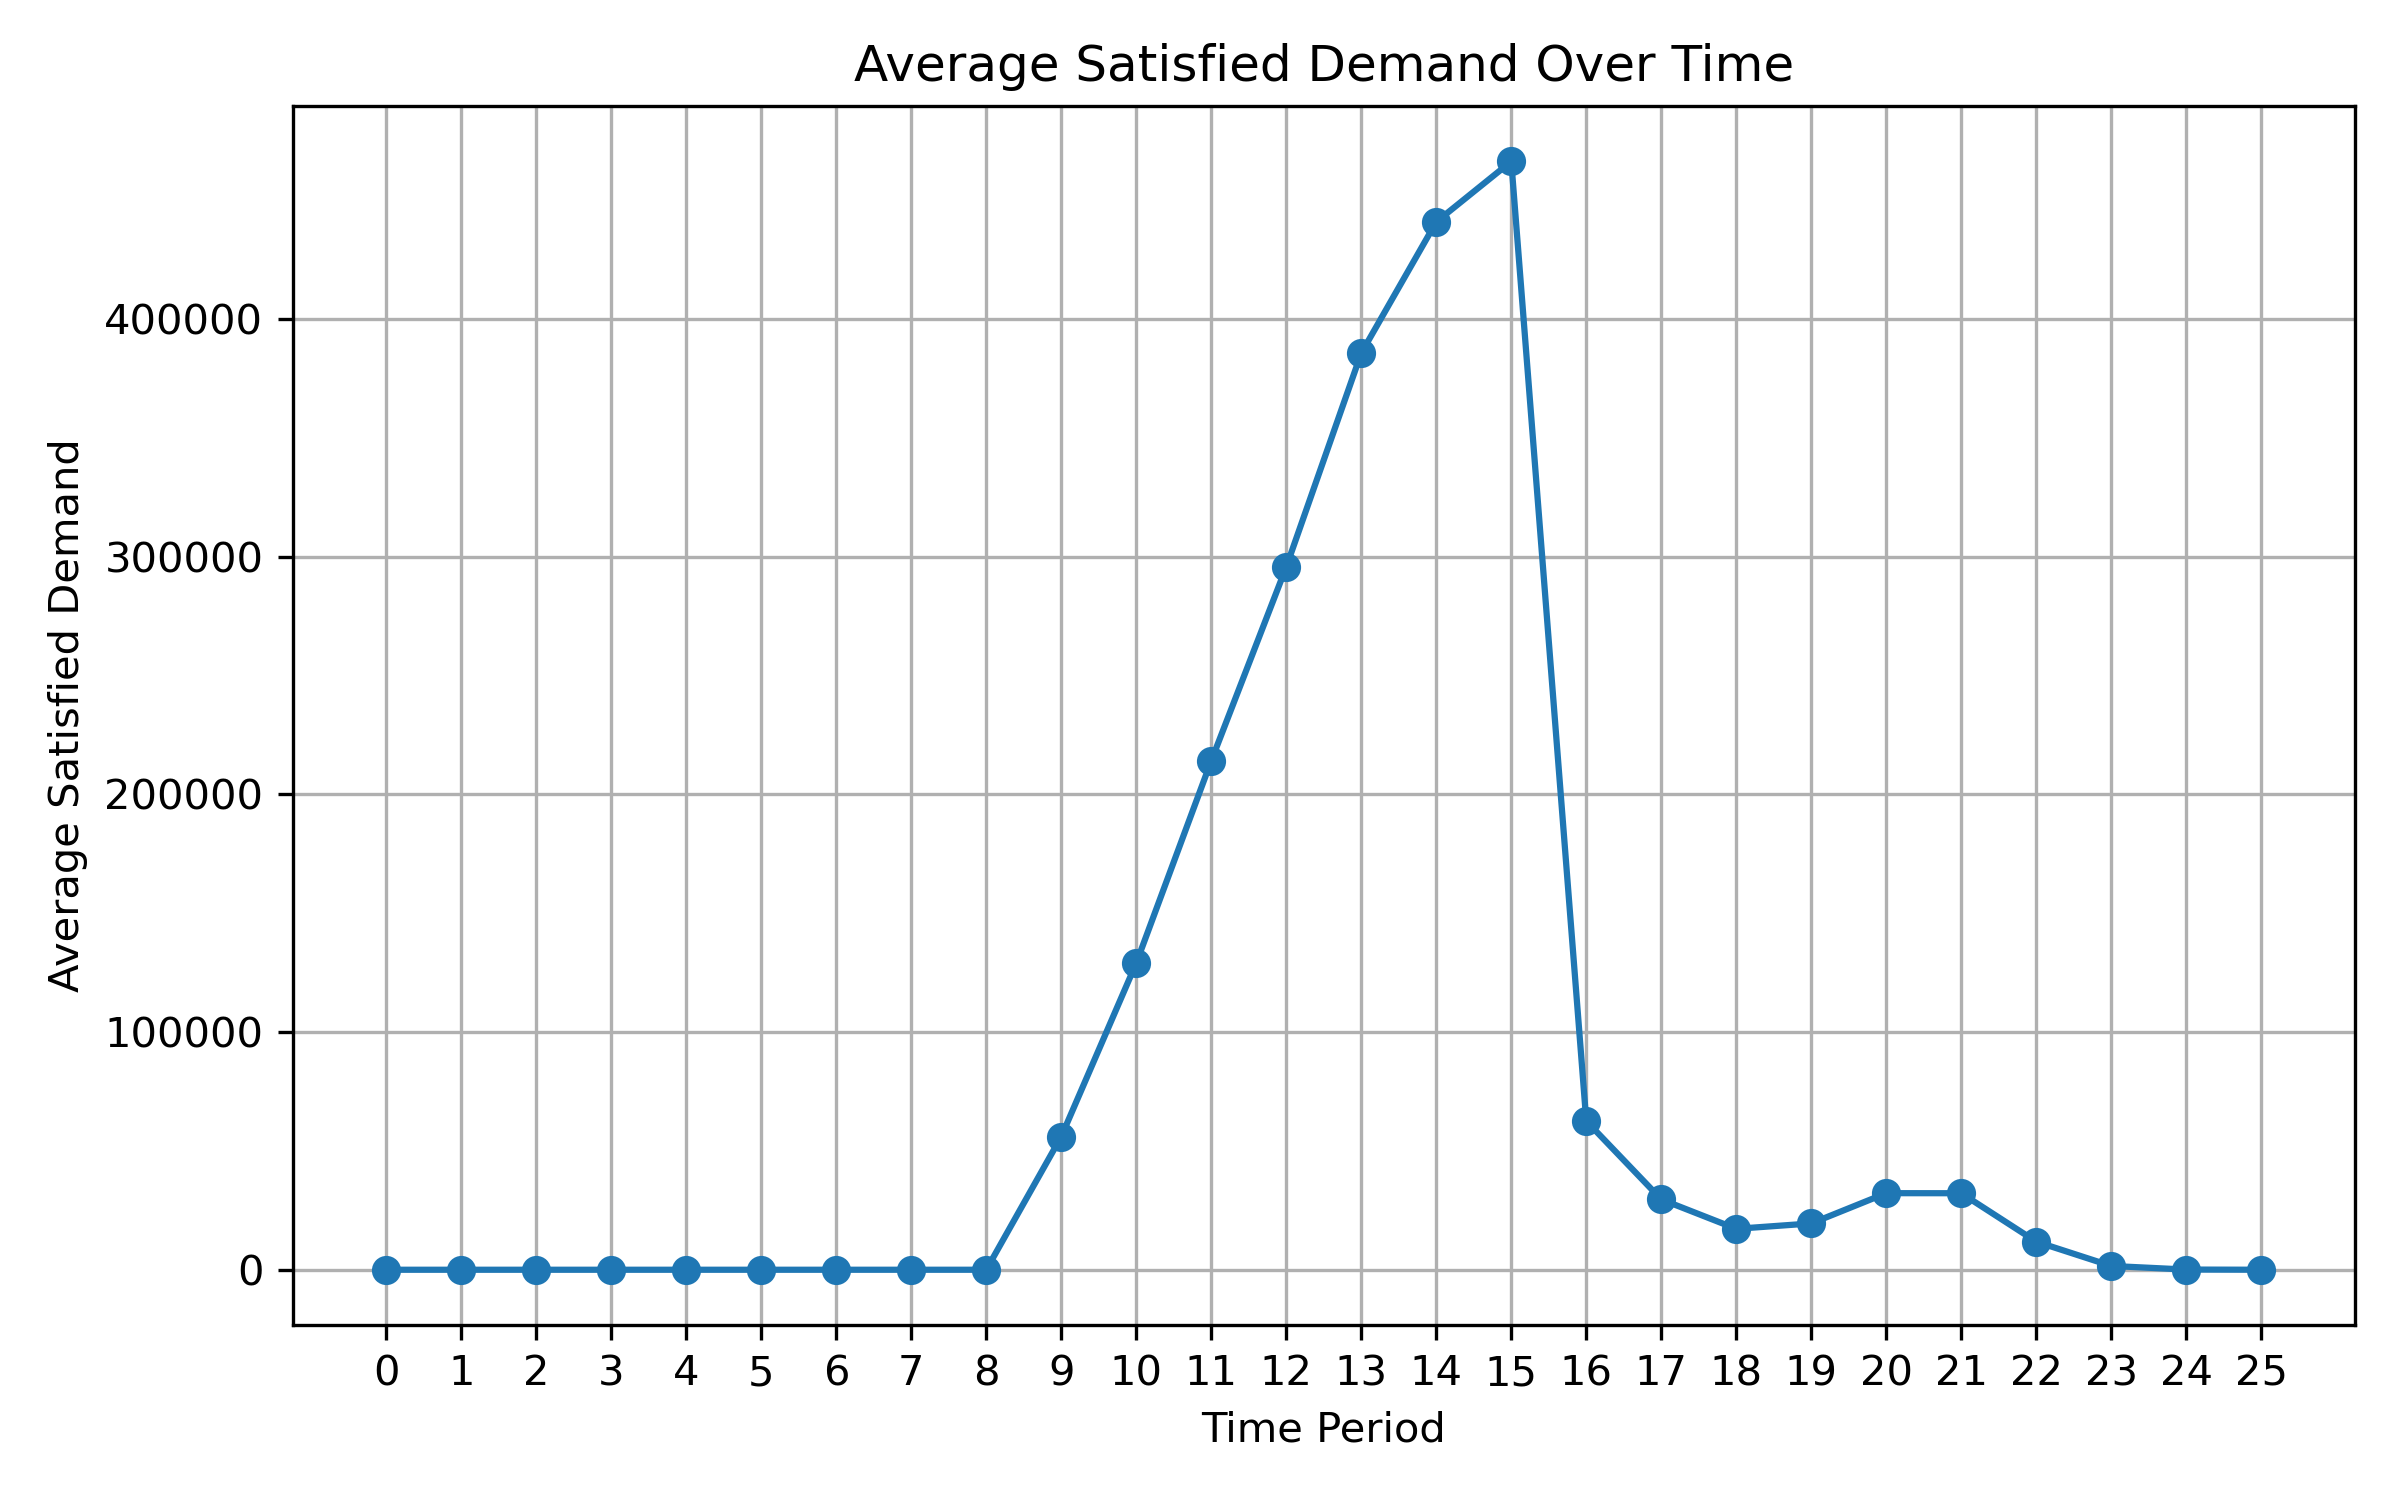 Average Satisfied Demand Over Time
Average Satisfied Demand
400000
300000
200000
100000
0
0 1 2 3 4 5 6 7 8 9 10 11 12 13 14 15 16 17 18 19 20 21 22 23 24 25
Time Period